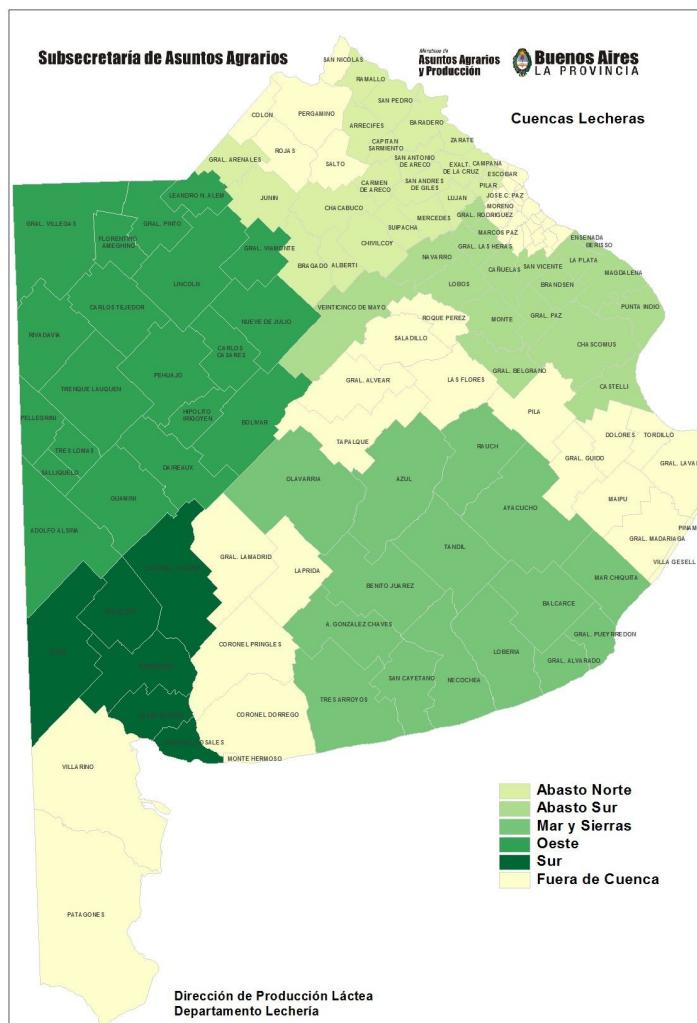 Subsecretaría de Asuntos Agrarios
Ministerio de
Asuntos Agrarios
y Producción
Buenos Aires
LA PROVINCIA
Cuencas Lecheras
SAN NICOLAS
RAMALLO
SAN PEDRO
COLON
PERGAMINO
BARADERO
ARRECIFES
ZARATE
CAPITAN
SARMIENTO
ROJAS
SALTO
SAN ANTONIO
DE ARECO
EXALT.
DE LA CRUZ
CAMPANA
ESCOBAR
GRAL. ARENALES
CARMEN
DE ARECO
SAN ANDRES
DE GILES
PILAR
JOSE C. PAZ
LEANDRO N. ALEM
JUNIN
CHACABUCO
LUJAN
MORENO
MERCEDES
GRAL. RODRIGUEZ
GRAL. VILLEGAS
GRAL. PINTO
SUIPACHA
MARCOS PAZ
FLORENTINO
AMEGHINO
GRAL. VIAMONTE
CHIVILCOY
GRAL. LAS HERAS
ENSENADA
BERISSO
BRAGADO
ALBERTI
NAVARRO
CAÑUELAS
SAN VICENTE
LA PLATA
MAGDALENA
LINCOLN
LOBOS
BRANDSEN
CARLOS TEJEDOR
VEINTICINCO DE MAYO
PUNTA INDIO
ROQUE PEREZ
MONTE
GRAL. PAZ
NUEVE DE JULIO
RIVADAVIA
SALADILLO
CHASCOMUS
CARLOS
CASARES
PEHUAJO
GRAL. BELGRANO
TRENQUE LAUQUEN
GRAL. ALVEAR
LAS FLORES
CASTELLI
HIPOLITO
IRIGOYEN
PELLEGRINI
BOLIVAR
PILA
TAPALQUE
DOLORES
TORDILLO
TRES LOMAS
RAUCH
GRAL. GUIDO
GRAL. LAVA
SALLIQUELO
DAIREAUX
OLAVARRIA
AZUL
GUAMINI
MAIPU
AYACUCHO
PINAM
ADOLFO ALSINA
GRAL. MADARIAGA
GRAL. LAMADRID
TANDIL
VILLA GESELL
LAPRIDA
MAR CHIQUITA
BENITO JUAREZ
BALCARCE
A. GONZALEZ CHAVES
GRAL. PUEYRREDON
CORONEL PRINGLES
LOBERIA
GRAL. ALVARADO
SAN CAYETANO
NECOCHEA
TRES ARROYOS
CORONEL DORREGO
MONTE HERMOSO
VILLARINO
PATAGONES
Abasto Norte
Abasto Sur
Mar y Sierras
Oeste
Sur
Fuera de Cuenca
Dirección de Producción Láctea
Departamento Lechería